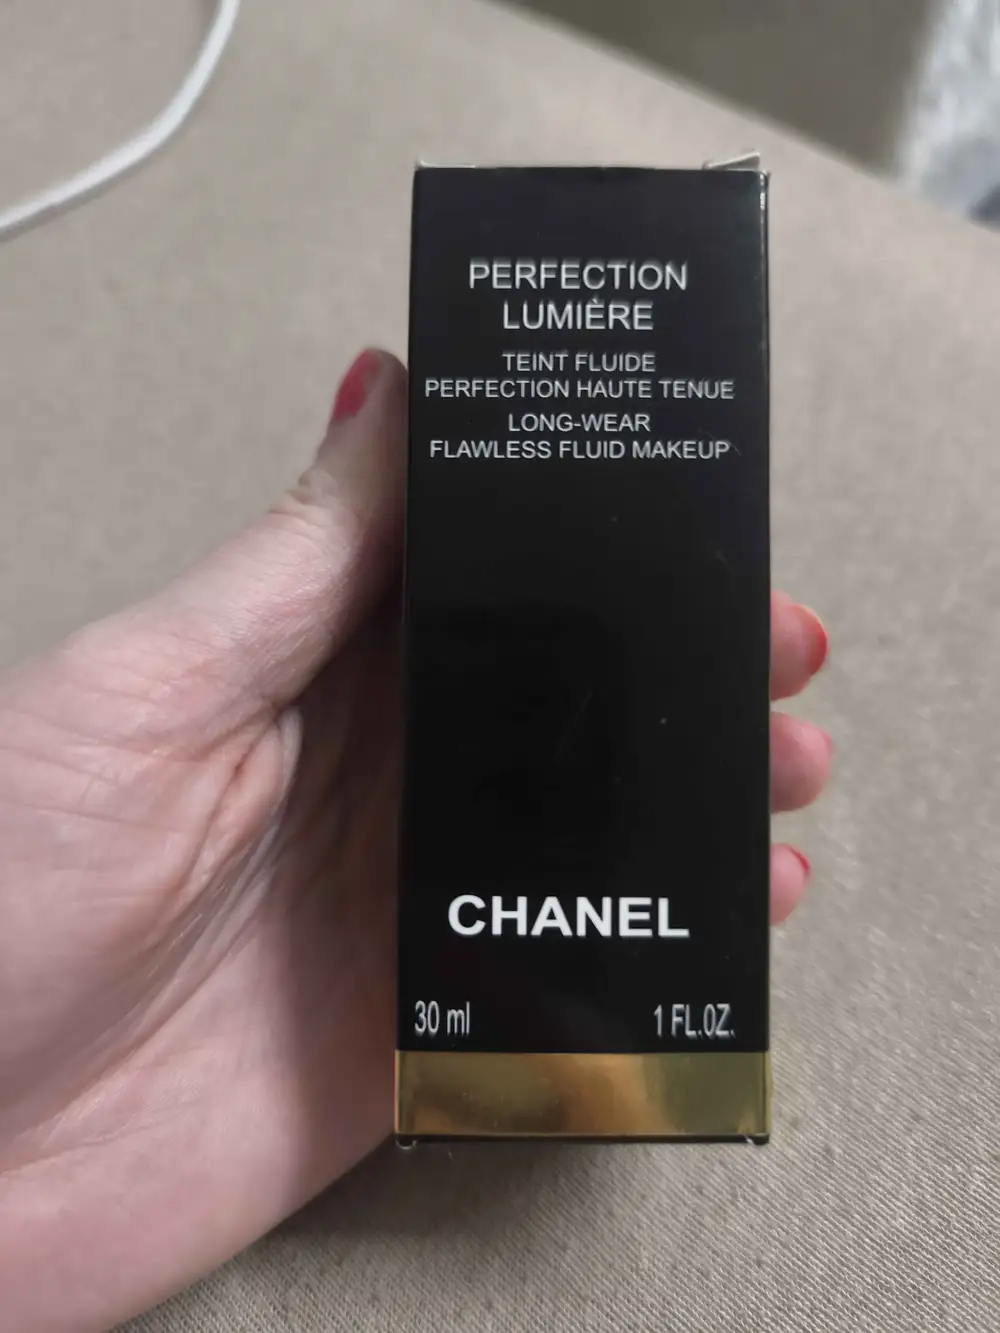 PERFECTION
LUMIÈRE
TEINT FLUIDE
PERFECTION HAUTE TENUE
LONG-WEAR
FLAWLESS FLUID MAKEUP
CHANEL
30 ml 1 FL.OZ.